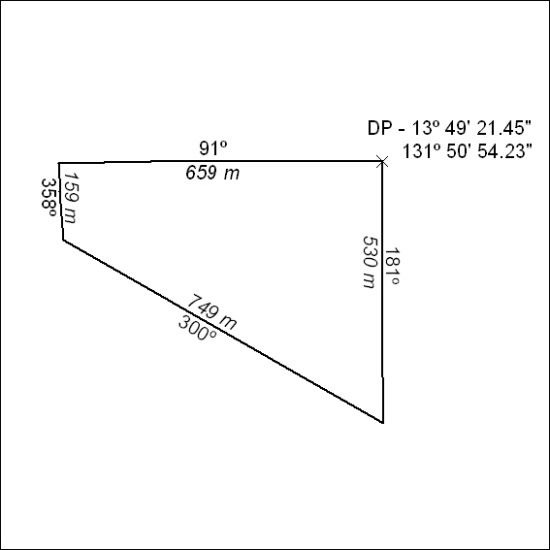 DP - 13º 49' 21.45"
131º 50' 54.23"
91º
659 m
159 m
358º
181º
530 m
749 m
300º